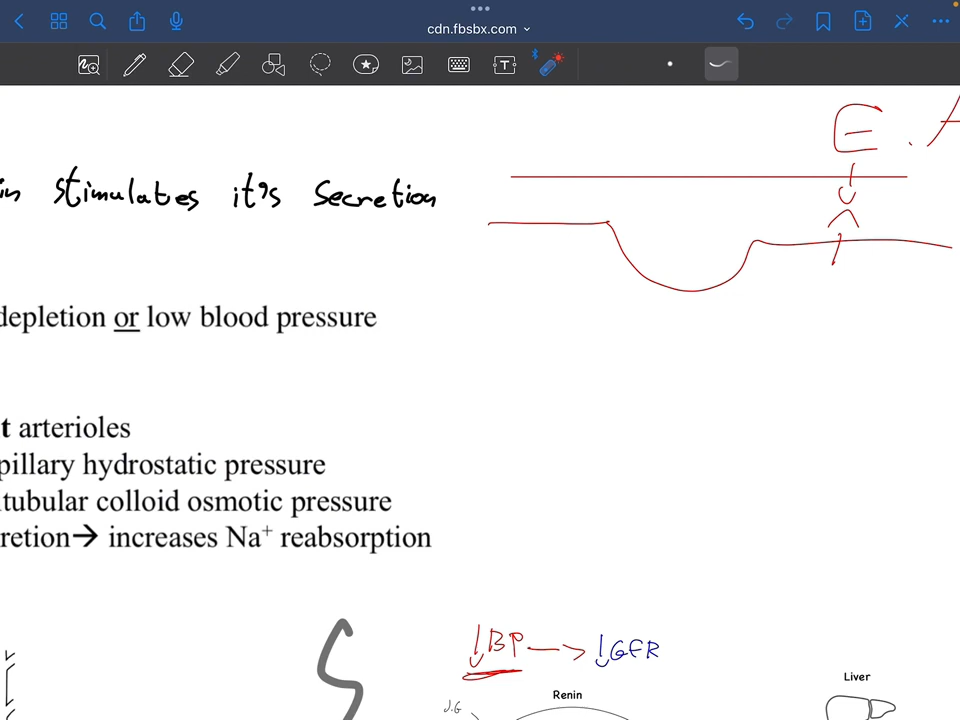 cdn.fbsbx.com
E. A
in stimulates it's secretion
depletion or low blood pressure
t arterioles
pillary hydrostatic pressure
tubular colloid osmotic pressure
retion→ increases Na⁺ reabsorption
↓BP → ↓GFR
Liver
Renin
J.G